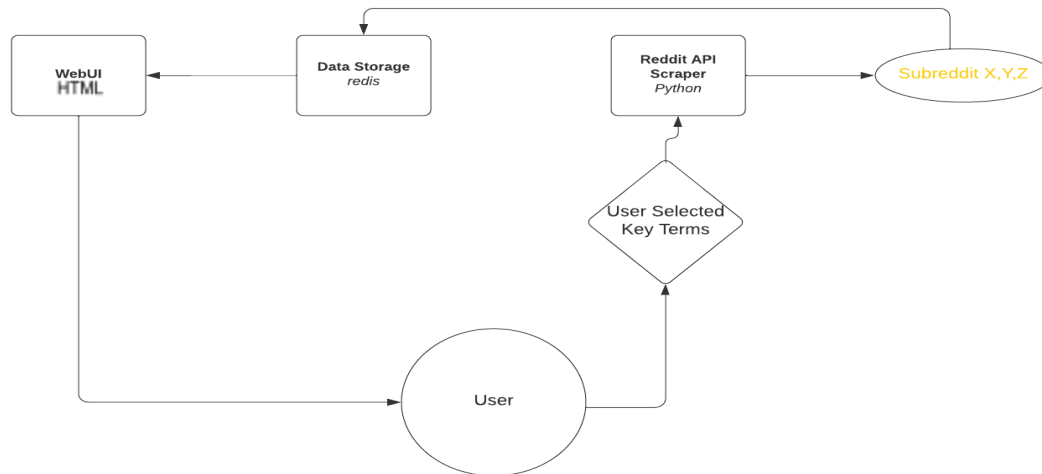 WebUI
HTML
Data Storage
redis
Reddit API
Scraper
Python
Subreddit X,Y,Z
User Selected
Key Terms
User